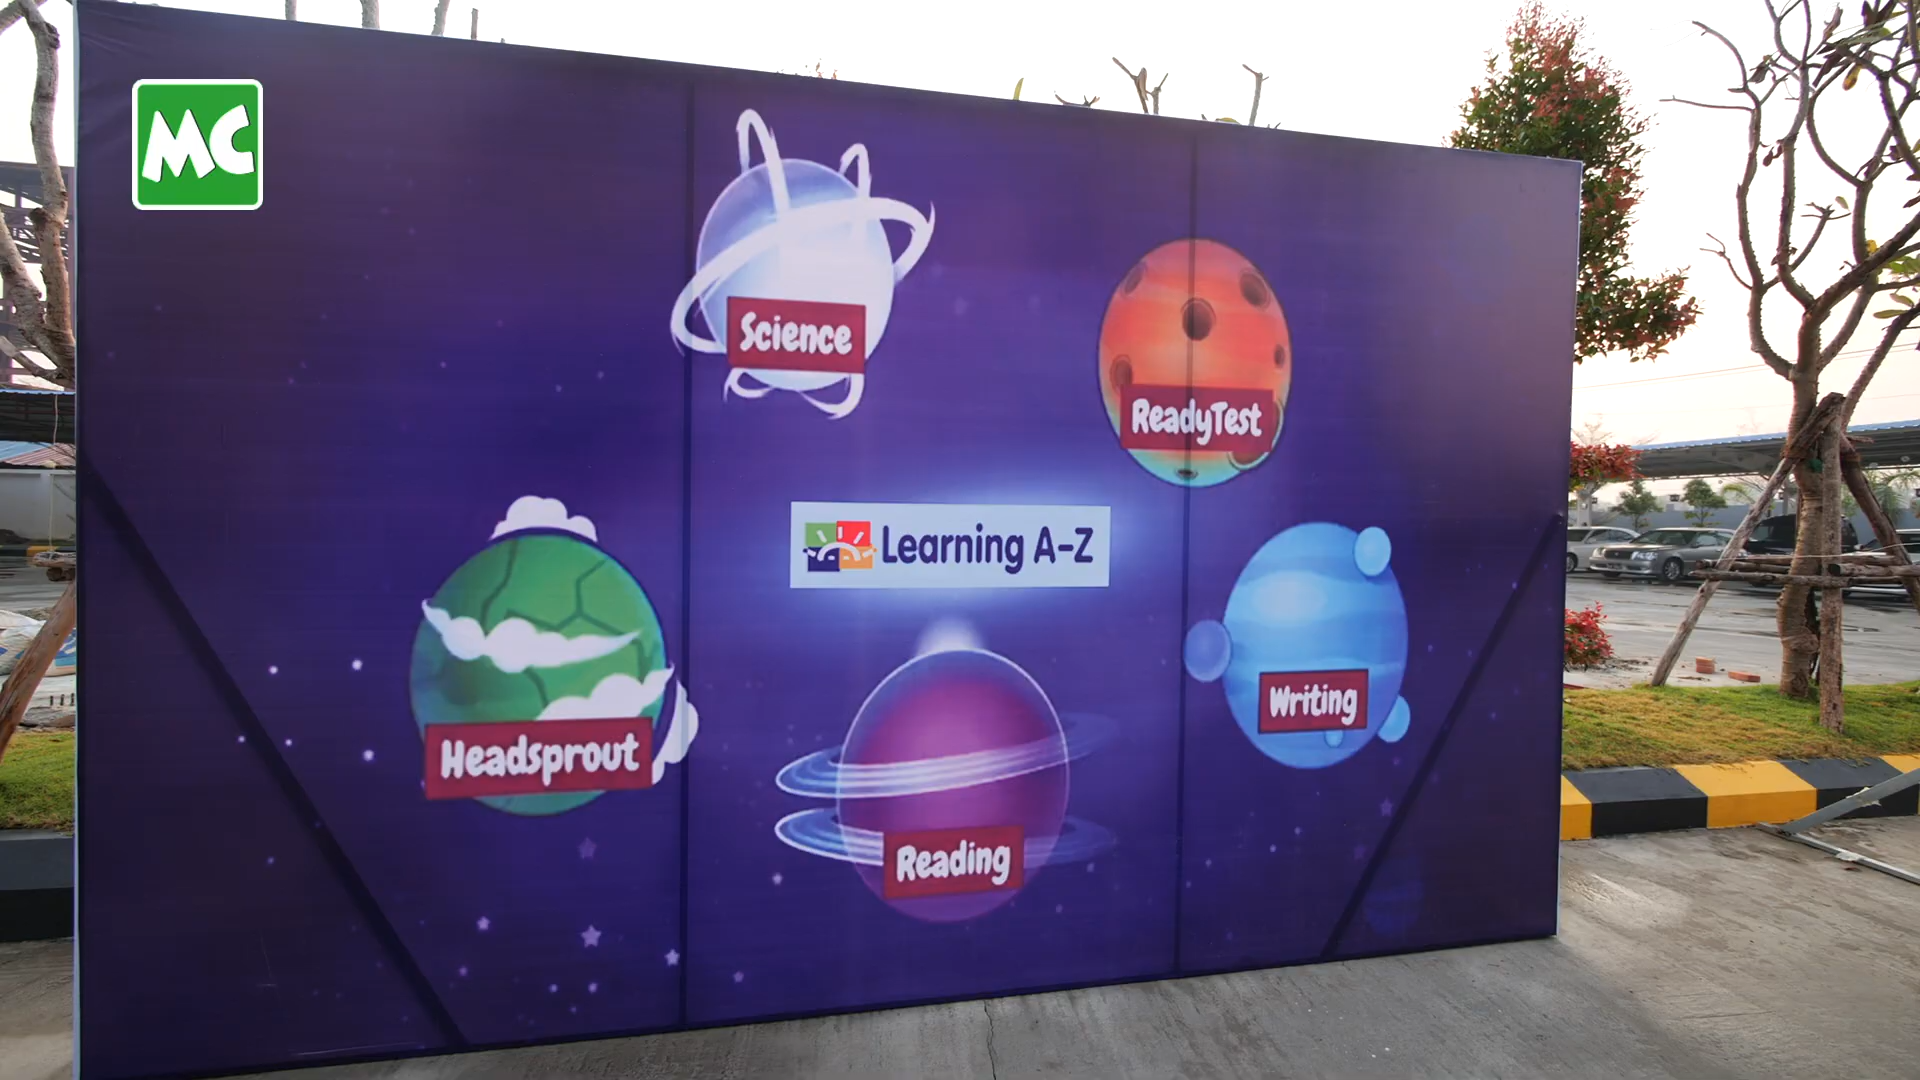 MC
Science
ReadyTest
Learning A-Z
Headsprout
Writing
Reading